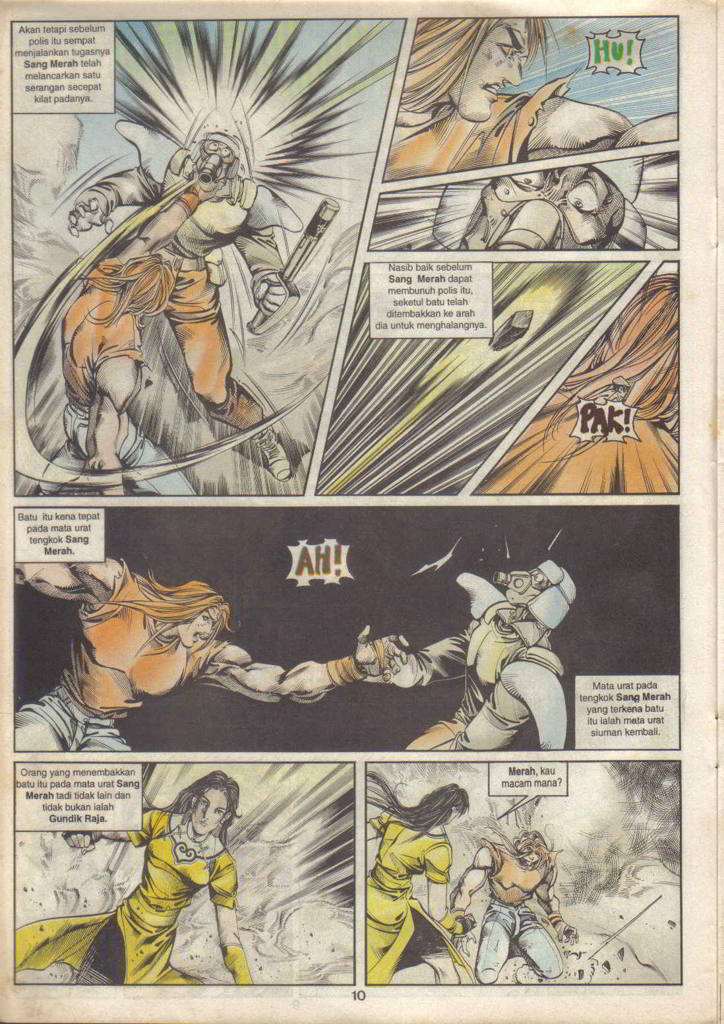 Akan tetapi sebelum
polis itu sempat
menjalankan tugasnya
Sang Merah telah
melancarkan satu
serangan secepat
kilat padanya.
HU!
Nasib baik sebelum
Sang Merah dapat
membunuh polis itu,
seketul batu telah
ditembakkan ke arah
dia untuk menghalangnya.
PAK!
Batu itu kena tepat
pada mata urat
tengkok Sang
Merah.
AH!
Mata urat pada
tengkok Sang Merah
yang terkena batu
itu ialah mata urat
siuman kembali.
Orang yang menembakkan
batu itu pada mata urat Sang
Merah tadi tidak lain dan
tidak bukan ialah
Gundik Raja.
Merah, kau
macam mana?
10